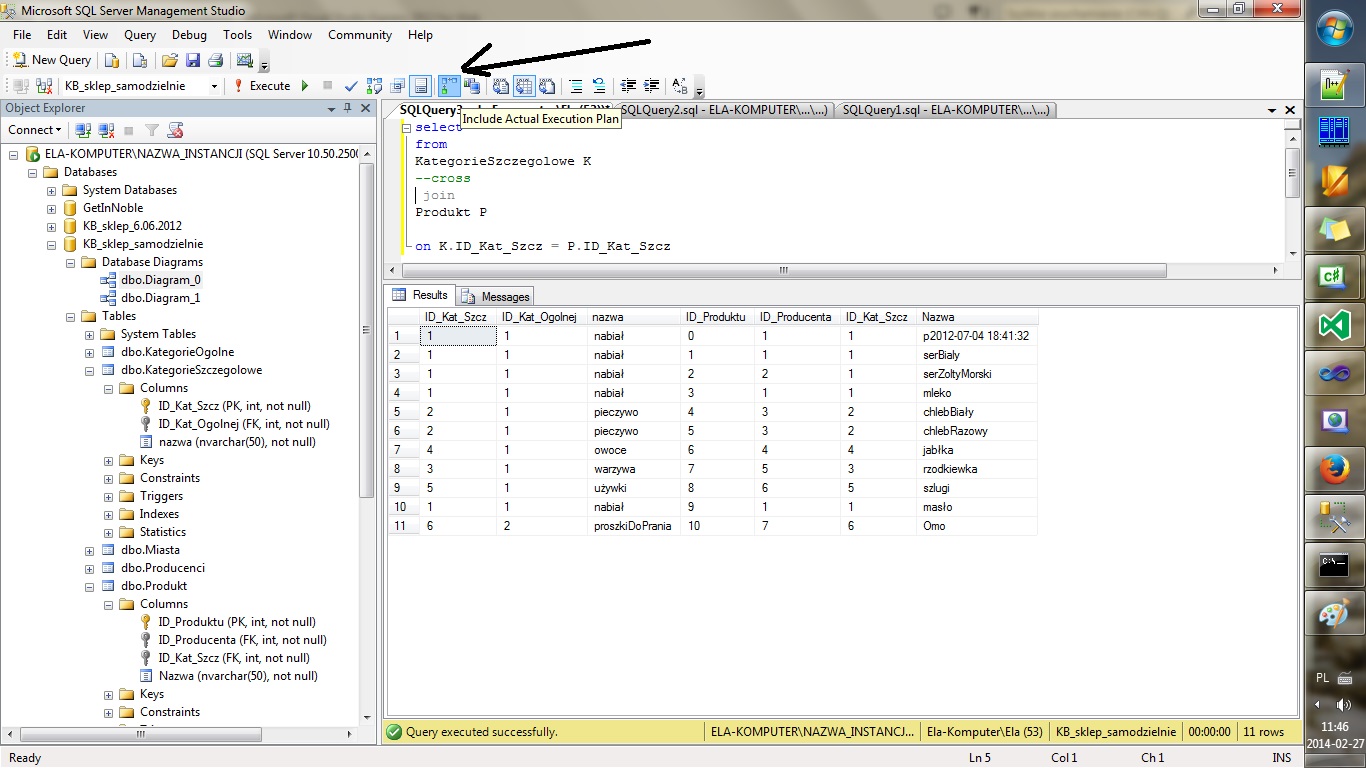 Microsoft SQL Server Management Studio
File Edit View Query Debug Tools Window Community Help
New Query
KB_sklep_samodzielnie Execute
Object Explorer
SQLQuery2.sql - ELA-KOMPUTER\...\...) SQLQuery1.sql - ELA-KOMPUTER\...\...)
Include Actual Execution Plan
Connect
ELA-KOMPUTER\NAZWA_INSTANCJI (SQL Server 10.50.2500
Databases
System Databases
GetInNoble
KB_sklep_6.06.2012
KB_sklep_samodzielnie
Database Diagrams
dbo.Diagram_0
dbo.Diagram_1
Tables
System Tables
dbo.KategorieOgolne
dbo.KategorieSzczegolowe
Columns
ID_Kat_Szcz (PK, int, not null)
ID_Kat_Ogolnej (FK, int, not null)
nazwa (nvarchar(50), not null)
Keys
Constraints
Triggers
Indexes
Statistics
dbo.Miasta
dbo.Producenci
dbo.Produkt
Columns
ID_Produktu (PK, int, not null)
ID_Producenta (FK, int, not null)
ID_Kat_Szcz (FK, int, not null)
Nazwa (nvarchar(50), not null)
Keys
Constraints
select
from
KategorieSzczegolowe K
--cross
join
Produkt P
on K.ID_Kat_Szcz = P.ID_Kat_Szcz
Results Messages
ID_Kat_Szcz ID_Kat_Ogolnej nazwa ID_Produktu ID_Producenta ID_Kat_Szcz Nazwa
1 1 1 nabiał 0 1 1 p2012-07-04 18:41:32
2 1 1 nabiał 1 1 1 serBialy
3 1 1 nabiał 2 2 1 serZoltyMorski
4 1 1 nabiał 3 1 1 mleko
5 2 1 pieczywo 4 3 2 chlebBiały
6 2 1 pieczywo 5 3 2 chlebRazowy
7 4 1 owoce 6 4 4 jabłka
8 3 1 warzywa 7 5 3 rzodkiewka
9 5 1 używki 8 6 5 szlugi
10 1 1 nabiał 9 1 1 masło
11 6 2 proszkiDoPrania 10 7 6 Omo
Query executed successfully. ELA-KOMPUTER\NAZWA_INSTANCJ... Ela-Komputer\Ela (53) KB_sklep_samodzielnie 00:00:00 11 rows
Ready Ln 5 Col 1 Ch 1 INS
PL
11:46
2014-02-27